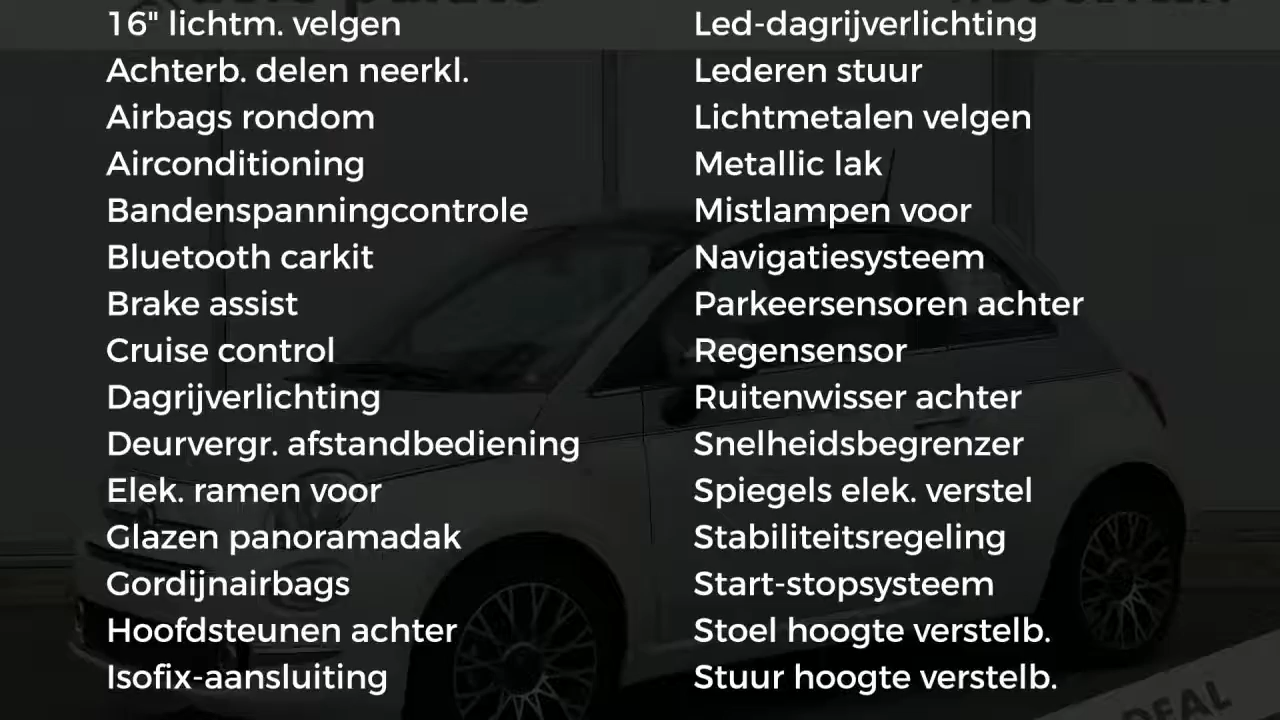 16" lichtm. velgen
Achterb. delen neerkl.
Airbags rondom
Airconditioning
Bandenspanningcontrole
Bluetooth carkit
Brake assist
Cruise control
Dagrijverlichting
Deurvergr. afstandbediening
Elek. ramen voor
Glazen panoramadak
Gordijnairbags
Hoofdsteunen achter
Isofix-aansluiting
Led-dagrijverlichting
Lederen stuur
Lichtmetalen velgen
Metallic lak
Mistlampen voor
Navigatiesysteem
Parkeersensoren achter
Regensensor
Ruitenwisser achter
Snelheidsbegrenzer
Spiegels elek. verstel
Stabiliteitsregeling
Start-stopsysteem
Stoel hoogte verstelb.
Stuur hoogte verstelb.